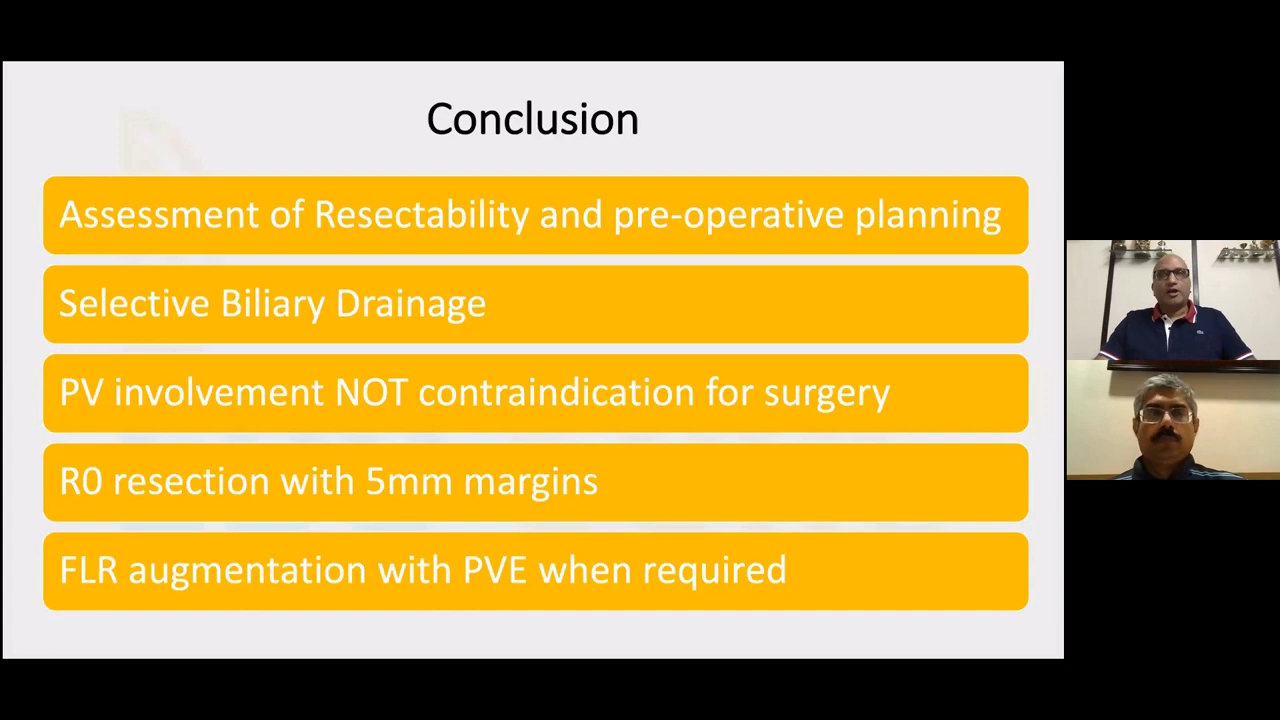 Conclusion
Assessment of Resectability and pre-operative planning
Selective Biliary Drainage
PV involvement NOT contraindication for surgery
R0 resection with 5mm margins
FLR augmentation with PVE when required